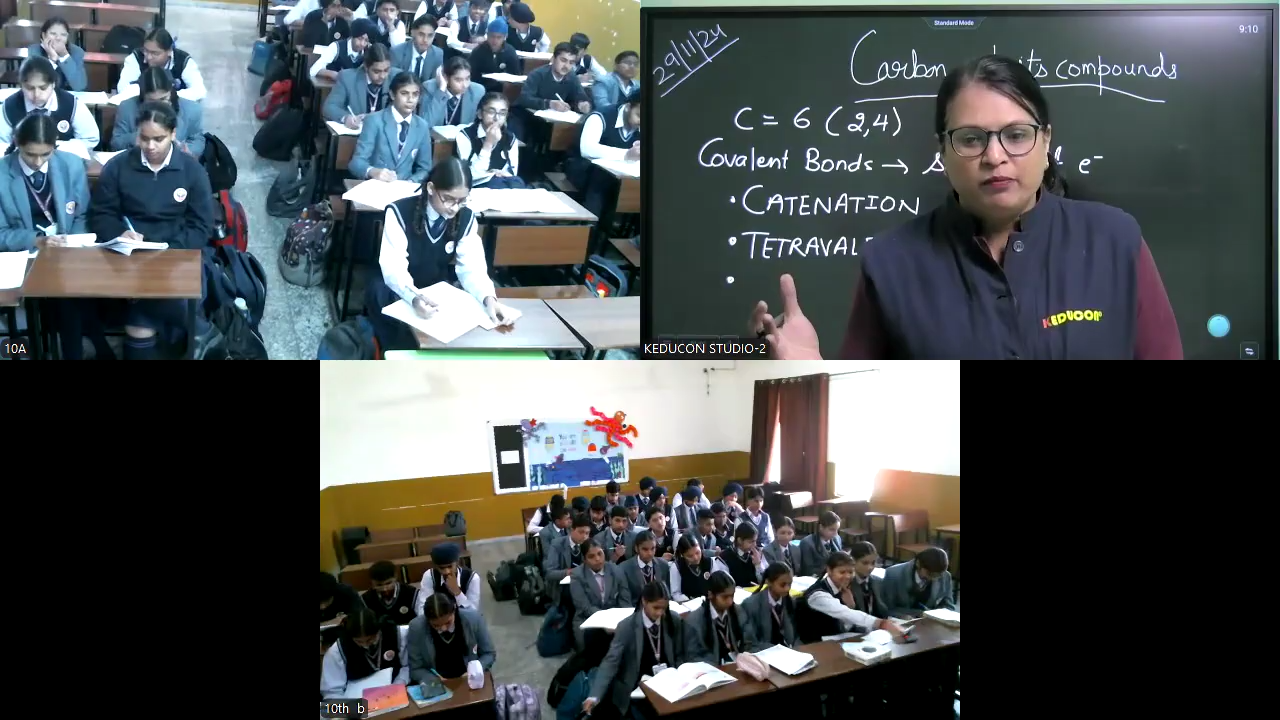 10A
Standard Mode
9:10
29/11/24
Carbon its compounds
C = 6 (2,4)
Covalent Bonds → e⁻
• CATENATION
• TETRAVAL
•
KEDUCON
KEDUCON STUDIO-2
10th b